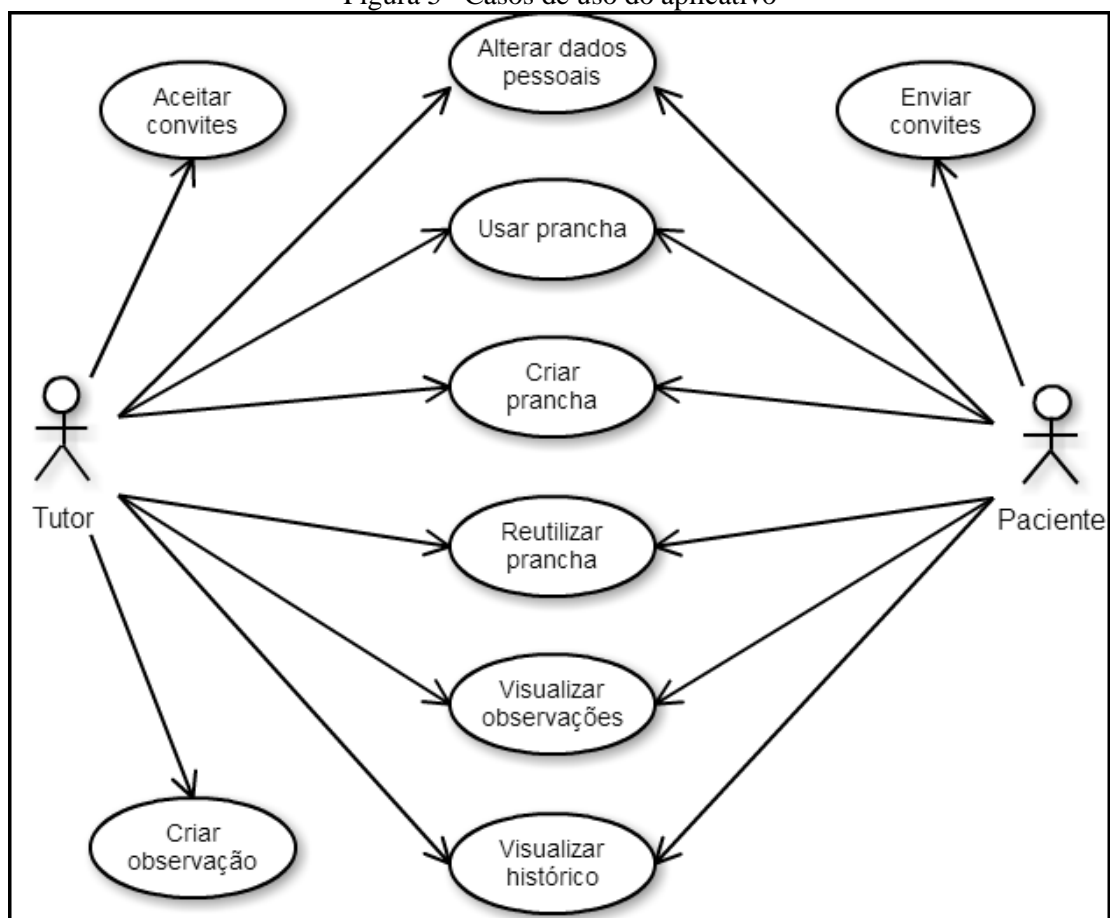 Figura 3 - Casos de uso do aplicativo
Alterar dados
pessoais
Aceitar
convites
Enviar
convites
Usar prancha
Criar
prancha
Tutor
Paciente
Reutilizar
prancha
Visualizar
observações
Criar
observação
Visualizar
histórico